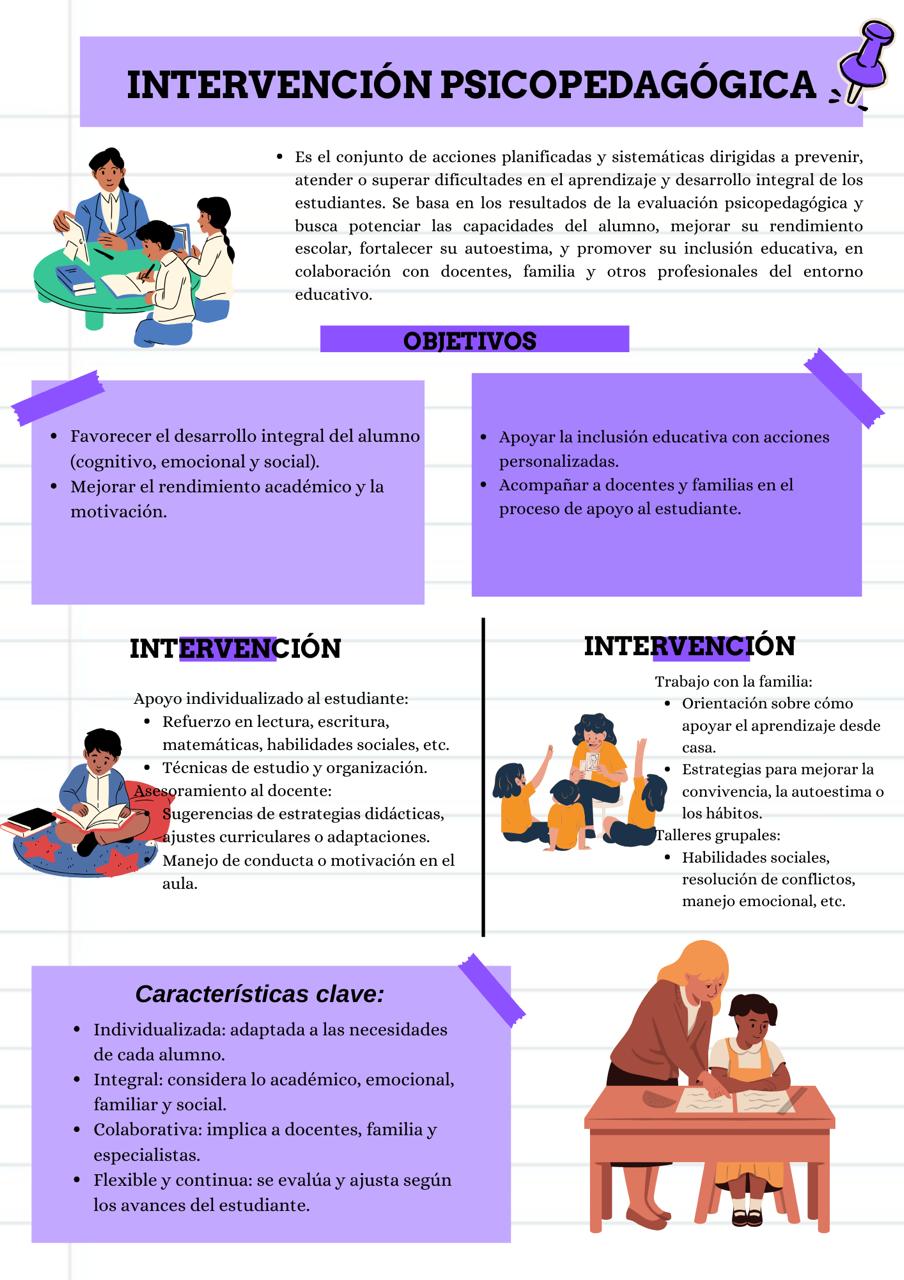 INTERVENCIÓN PSICOPEDAGÓGICA
• Es el conjunto de acciones planificadas y sistemáticas dirigidas a prevenir,
atender o superar dificultades en el aprendizaje y desarrollo integral de los
estudiantes. Se basa en los resultados de la evaluación psicopedagógica y
busca potenciar las capacidades del alumno, mejorar su rendimiento
escolar, fortalecer su autoestima, y promover su inclusión educativa, en
colaboración con docentes, familia y otros profesionales del entorno
educativo.
OBJETIVOS
• Favorecer el desarrollo integral del alumno
(cognitivo, emocional y social).
• Mejorar el rendimiento académico y la
motivación.
• Apoyar la inclusión educativa con acciones
personalizadas.
• Acompañar a docentes y familias en el
proceso de apoyo al estudiante.
INTERVENCIÓN
Apoyo individualizado al estudiante:
• Refuerzo en lectura, escritura,
matemáticas, habilidades sociales, etc.
• Técnicas de estudio y organización.
Asesoramiento al docente:
• Sugerencias de estrategias didácticas,
ajustes curriculares o adaptaciones.
• Manejo de conducta o motivación en el
aula.
INTERVENCIÓN
Trabajo con la familia:
• Orientación sobre cómo
apoyar el aprendizaje desde
casa.
• Estrategias para mejorar la
convivencia, la autoestima o
los hábitos.
Talleres grupales:
• Habilidades sociales,
resolución de conflictos,
manejo emocional, etc.
Características clave:
• Individualizada: adaptada a las necesidades
de cada alumno.
• Integral: considera lo académico, emocional,
familiar y social.
• Colaborativa: implica a docentes, familia y
especialistas.
• Flexible y continua: se evalúa y ajusta según
los avances del estudiante.